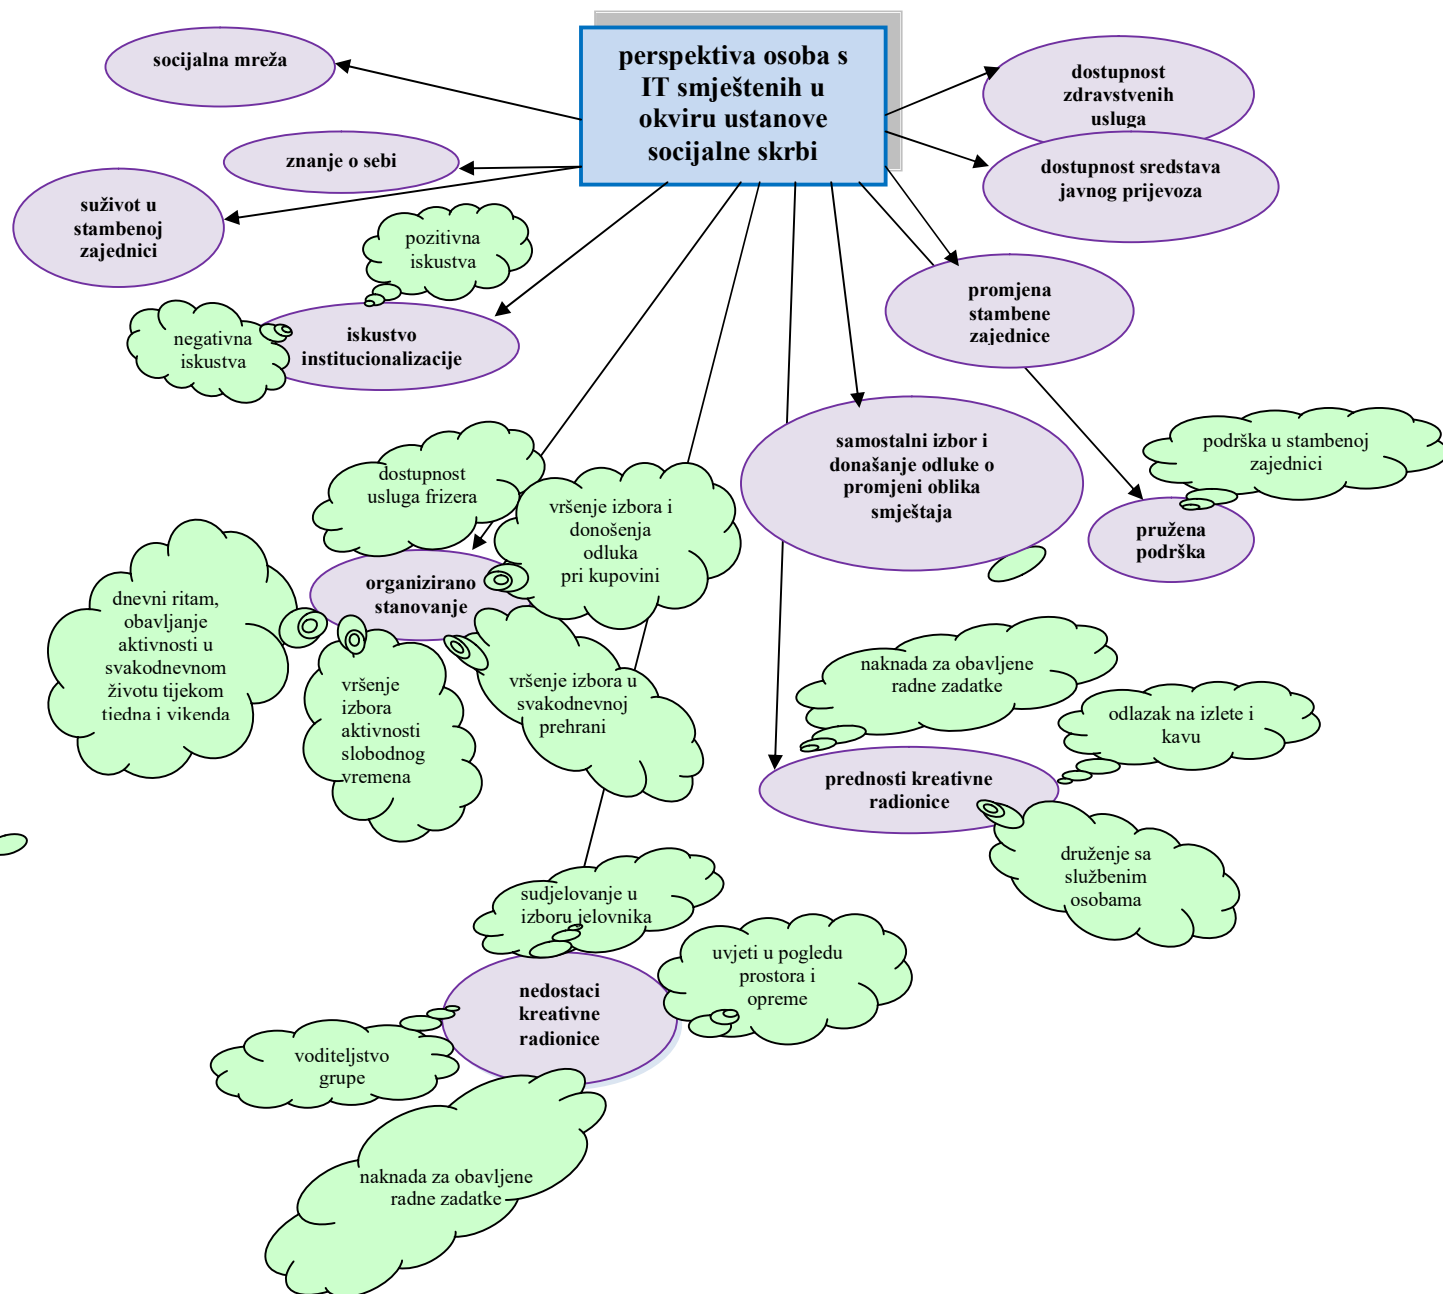 perspektiva osoba s
IT smještenih u
okviru ustanove
socijalne skrbi
socijalna mreža
dostupnost
zdravstvenih
usluga
znanje o sebi
dostupnost sredstava
javnog prijevoza
suživot u
stambenoj
zajednici
pozitivna
iskustva
promjena
stambene
zajednice
negativna
iskustva
iskustvo
institucionalizacije
samostalni izbor i
donašanje odluke o
promjeni oblika
smještaja
podrška u stambenoj
zajednici
pružena
podrška
dostupnost
usluga frizera
vršenje izbora i
donošenja
odluka
pri kupovini
organizirano
stanovanje
dnevni ritam,
obavljanje
aktivnosti u
svakodnevnom
životu tijekom
tjedna i vikenda
vršenje
izbora
aktivnosti
slobodnog
vremena
vršenje izbora u
svakodnevnoj
prehrani
naknada za obavljene
radne zadatke
odlazak na izlete i
kavu
prednosti kreativne
radionice
druženje sa
službenim
osobama
sudjelovanje u
izboru jelovnika
uvjeti u pogledu
prostora i
opreme
nedostaci
kreativne
radionice
voditeljstvo
grupe
naknada za obavljene
radne zadatke